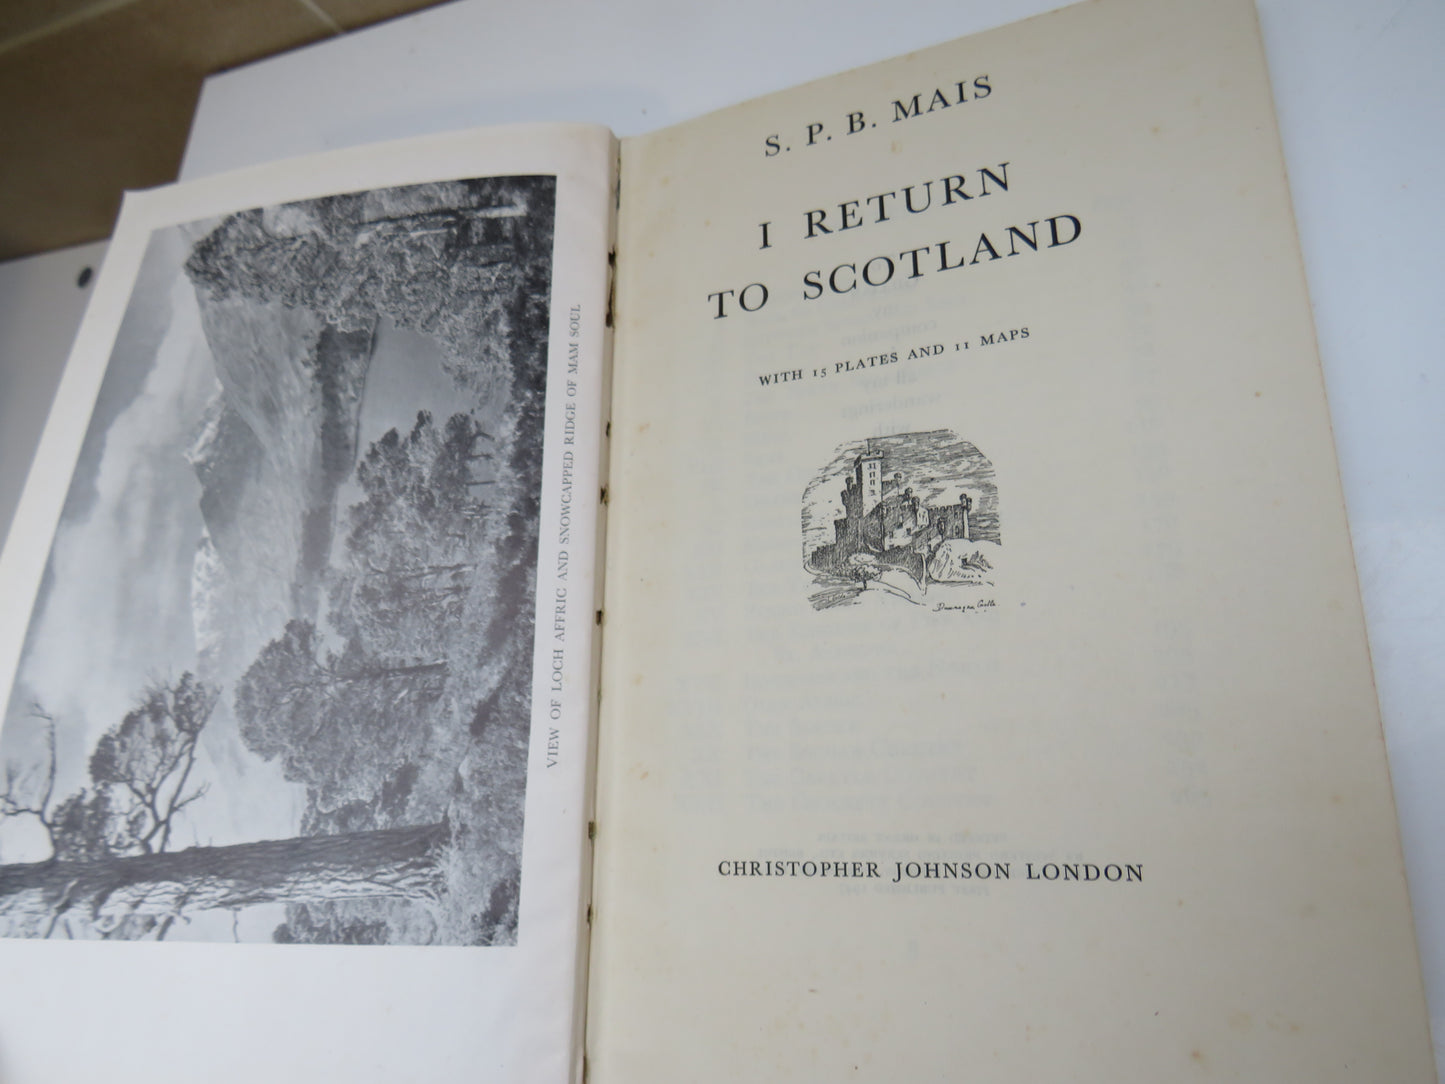 VIEW OF LOCH AFFRIC AND SNOWCAPPED RIDGE OF MAM SOUL
S. P. B. MAIS
I RETURN
TO SCOTLAND
WITH 15 PLATES AND 11 MAPS
CHRISTOPHER JOHNSON LONDON